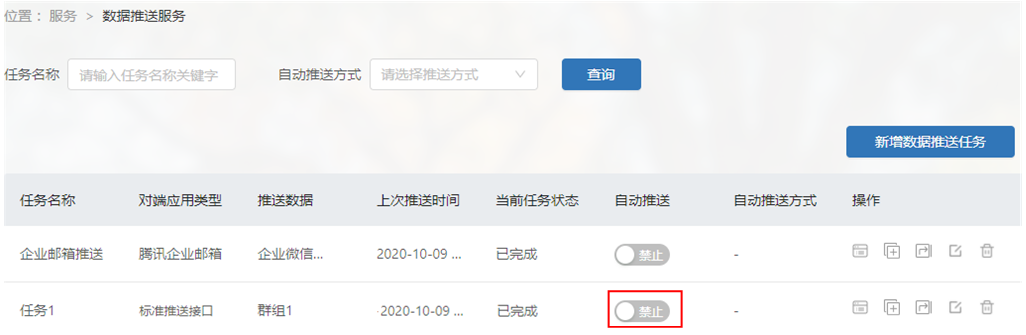 位置： 服务 > 数据推送服务
任务名称 请输入任务名称关键字 自动推送方式 请选择推送方式 查询
新增数据推送任务
任务名称 对端应用类型 推送数据 上次推送时间 当前任务状态 自动推送 自动推送方式 操作
企业邮箱推送 腾讯企业邮箱 企业微信... 2020-10-09 ... 已完成 禁止 -
任务1 标准推送接口 群组1 2020-10-09 ... 已完成 禁止 -